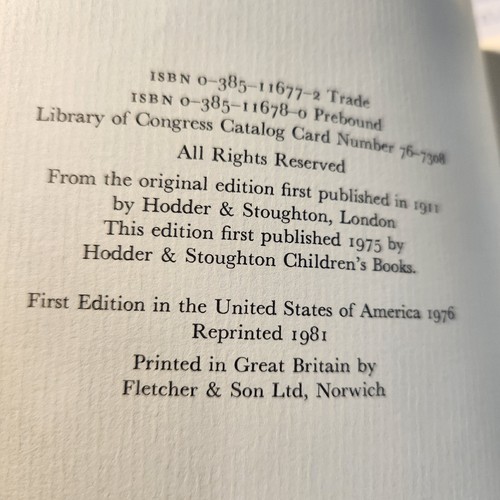 ISBN 0-385-11677-2 Trade
ISBN 0-385-11678-0 Prebound
Library of Congress Catalog Card Number 76-7308
All Rights Reserved
From the original edition first published in 1911
by Hodder & Stoughton, London
This edition first published 1975 by
Hodder & Stoughton Children's Books.
First Edition in the United States of America 1976
Reprinted 1981
Printed in Great Britain by
Fletcher & Son Ltd, Norwich